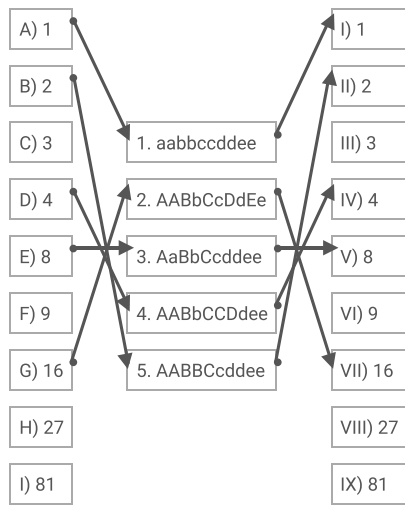 A) 1
B) 2
C) 3
D) 4
E) 8
F) 9
G) 16
H) 27
I) 81
1. aabbccddee
2. AABbCcDdEe
3. AaBbCcddee
4. AABbCCDdee
5. AABBCcddee
I) 1
II) 2
III) 3
IV) 4
V) 8
VI) 9
VII) 16
VIII) 27
IX) 81